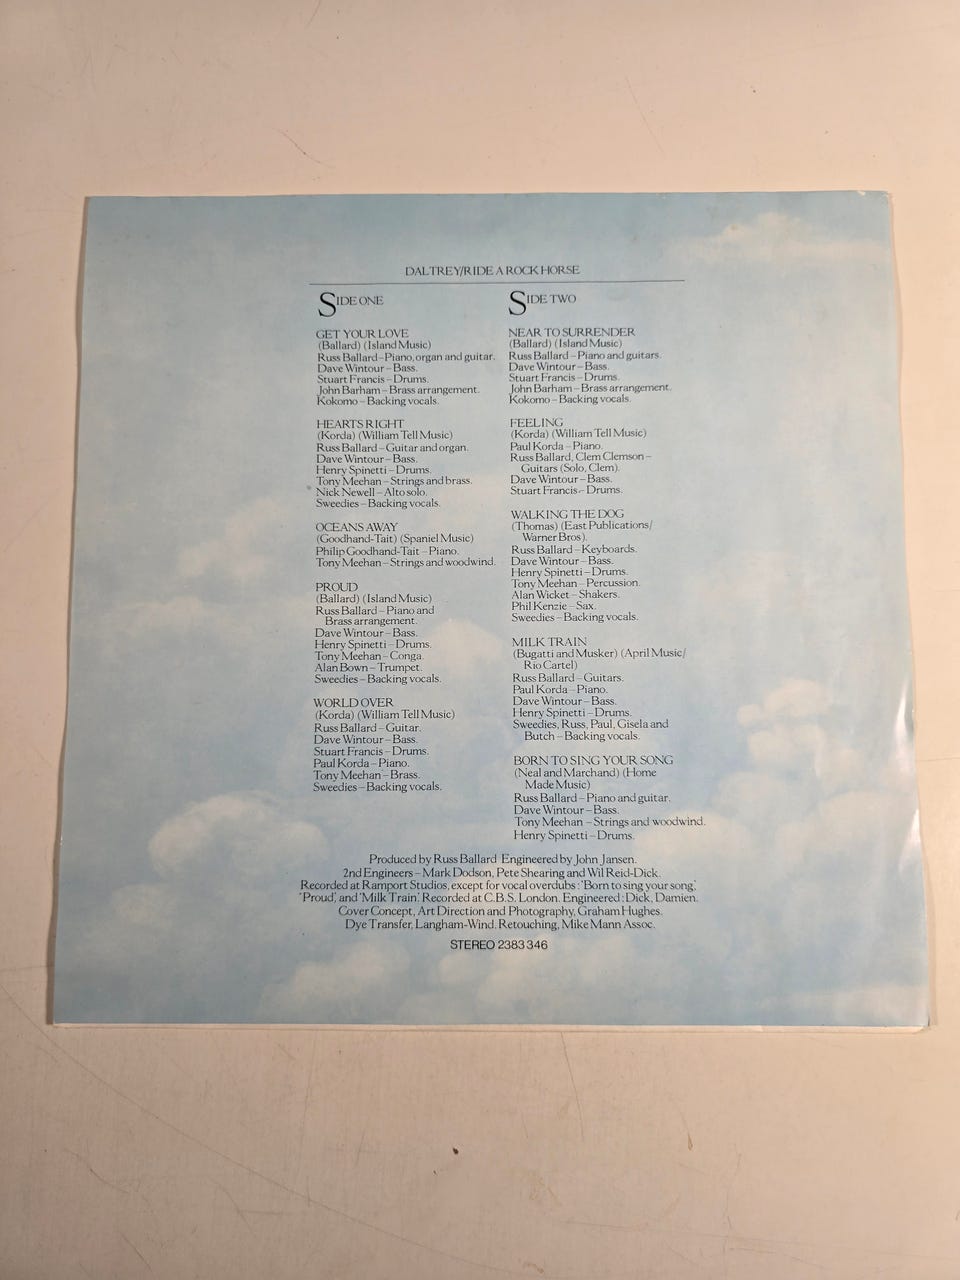 DALTREY/RIDE A ROCK HORSE
SIDE ONE
GET YOUR LOVE
(Ballard) (Island Music)
Russ Ballard – Piano, organ and guitar.
Dave Wintour – Bass.
Stuart Francis – Drums.
John Barham – Brass arrangement.
Kokomo – Backing vocals.
HEARTS RIGHT
(Korda) (William Tell Music)
Russ Ballard – Guitar and organ.
Dave Wintour – Bass.
Henry Spinetti – Drums.
Tony Meehan – Strings and brass.
Nick Newell – Alto solo.
Sweedies – Backing vocals.
OCEANS AWAY
(Goodhand-Tait) (Spaniel Music)
Philip Goodhand-Tait – Piano.
Tony Meehan – Strings and woodwind.
PROUD
(Ballard) (Island Music)
Russ Ballard – Piano and
Brass arrangement.
Dave Wintour – Bass.
Henry Spinetti – Drums.
Tony Meehan – Conga.
Alan Bown – Trumpet.
Sweedies – Backing vocals.
WORLD OVER
(Korda) (William Tell Music)
Russ Ballard – Guitar.
Dave Wintour – Bass.
Stuart Francis – Drums.
Paul Korda – Piano.
Tony Meehan – Brass.
Sweedies – Backing vocals.
SIDE TWO
NEAR TO SURRENDER
(Ballard) (Island Music)
Russ Ballard – Piano and guitars.
Dave Wintour – Bass.
Stuart Francis – Drums.
John Barham – Brass arrangement.
Kokomo – Backing vocals.
FEELING
(Korda) (William Tell Music)
Paul Korda – Piano.
Russ Ballard, Clem Clemson –
Guitars (Solo, Clem).
Dave Wintour – Bass.
Stuart Francis – Drums.
WALKING THE DOG
(Thomas) (East Publications/
Warner Bros).
Russ Ballard – Keyboards.
Dave Wintour – Bass.
Henry Spinetti – Drums.
Tony Meehan – Percussion.
Alan Wicket – Shakers.
Phil Kenzie – Sax.
Sweedies – Backing vocals.
MILK TRAIN
(Bugatti and Musker) (April Music/
Rio Cartel)
Russ Ballard – Guitars.
Paul Korda – Piano.
Dave Wintour – Bass.
Henry Spinetti – Drums.
Sweedies, Russ, Paul, Gisela and
Butch – Backing vocals.
BORN TO SING YOUR SONG
(Neal and Marchand) (Home
Made Music)
Russ Ballard – Piano and guitar.
Dave Wintour – Bass.
Tony Meehan – Strings and woodwind.
Henry Spinetti – Drums.
Produced by Russ Ballard Engineered by John Jansen.
2nd Engineers – Mark Dodson, Pete Shearing and Wil Reid-Dick.
Recorded at Ramport Studios, except for vocal overdubs: 'Born to sing your song',
'Proud', and 'Milk Train'. Recorded at C.B.S. London. Engineered: Dick, Damien.
Cover Concept, Art Direction and Photography, Graham Hughes.
Dye Transfer, Langham-Wind. Retouching, Mike Mann Assoc.
STEREO 2383 346